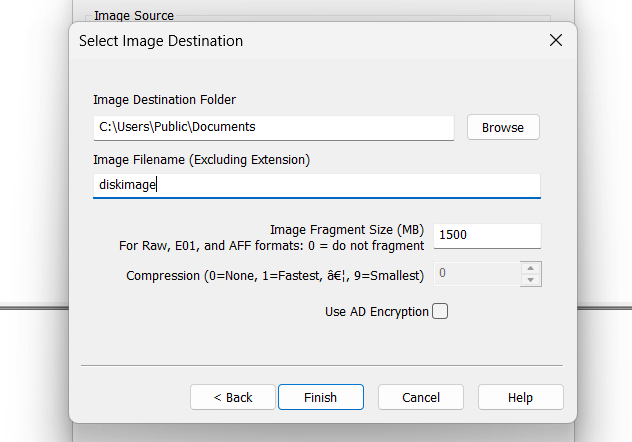 Image Source
Select Image Destination
Image Destination Folder
C:\Users\Public\Documents
Browse
Image Filename (Excluding Extension)
diskimage
Image Fragment Size (MB)
For Raw, E01, and AFF formats: 0 = do not fragment
1500
Compression (0=None, 1=Fastest, â€¦, 9=Smallest)
0
Use AD Encryption
< Back
Finish
Cancel
Help